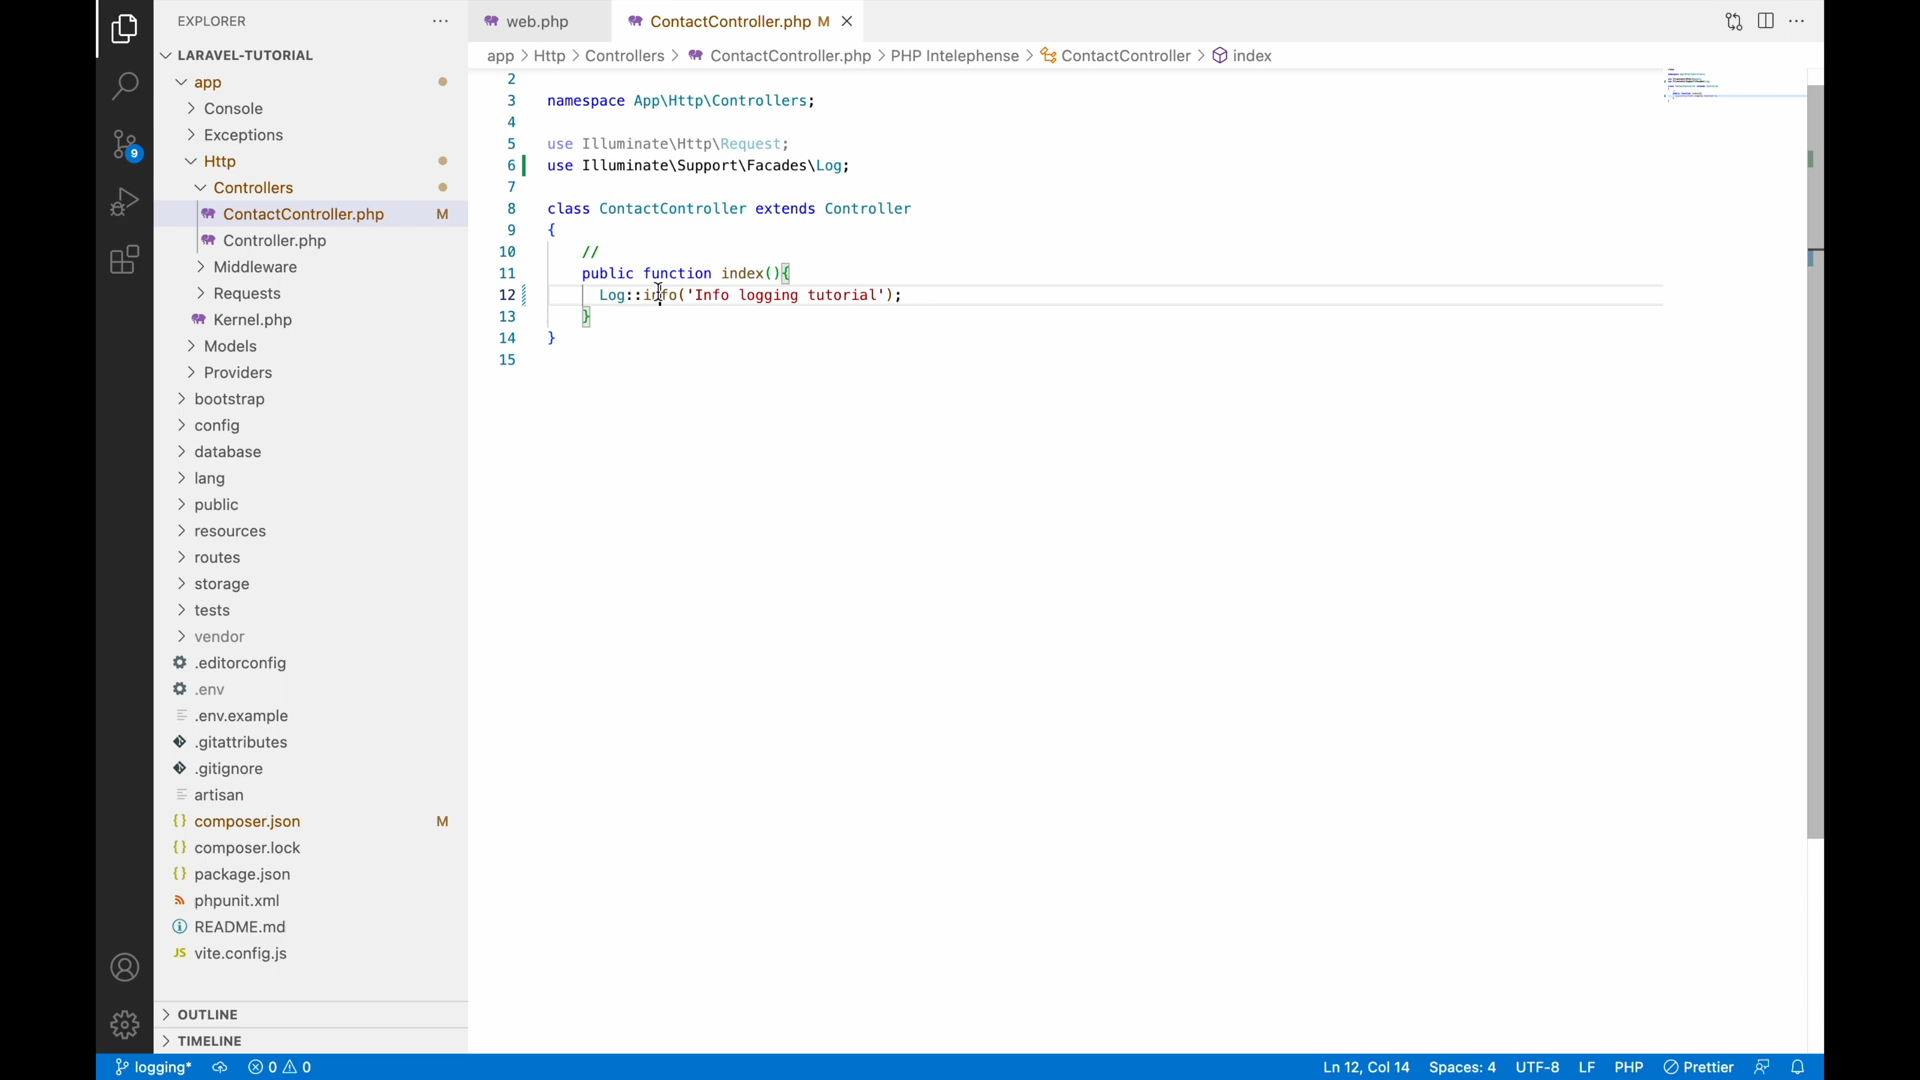 EXPLORER
LARAVEL-TUTORIAL
app
Console
Exceptions
Http
Controllers
ContactController.php M
Controller.php
Middleware
Requests
Kernel.php
Models
Providers
bootstrap
config
database
lang
public
resources
routes
storage
tests
vendor
.editorconfig
.env
.env.example
.gitattributes
.gitignore
artisan
composer.json M
composer.lock
package.json
phpunit.xml
README.md
JS vite.config.js
OUTLINE
TIMELINE
9
web.php
ContactController.php M
app > Http > Controllers > ContactController.php > PHP Intelephense > ContactController > index
2
3 namespace App\Http\Controllers;
4
5 use Illuminate\Http\Request;
6 use Illuminate\Support\Facades\Log;
7
8 class ContactController extends Controller
9 {
10 //
11 public function index(){
12 Log::info('Info logging tutorial');
13 }
14 }
15
logging* 0 0 Ln 12, Col 14 Spaces: 4 UTF-8 LF PHP Prettier